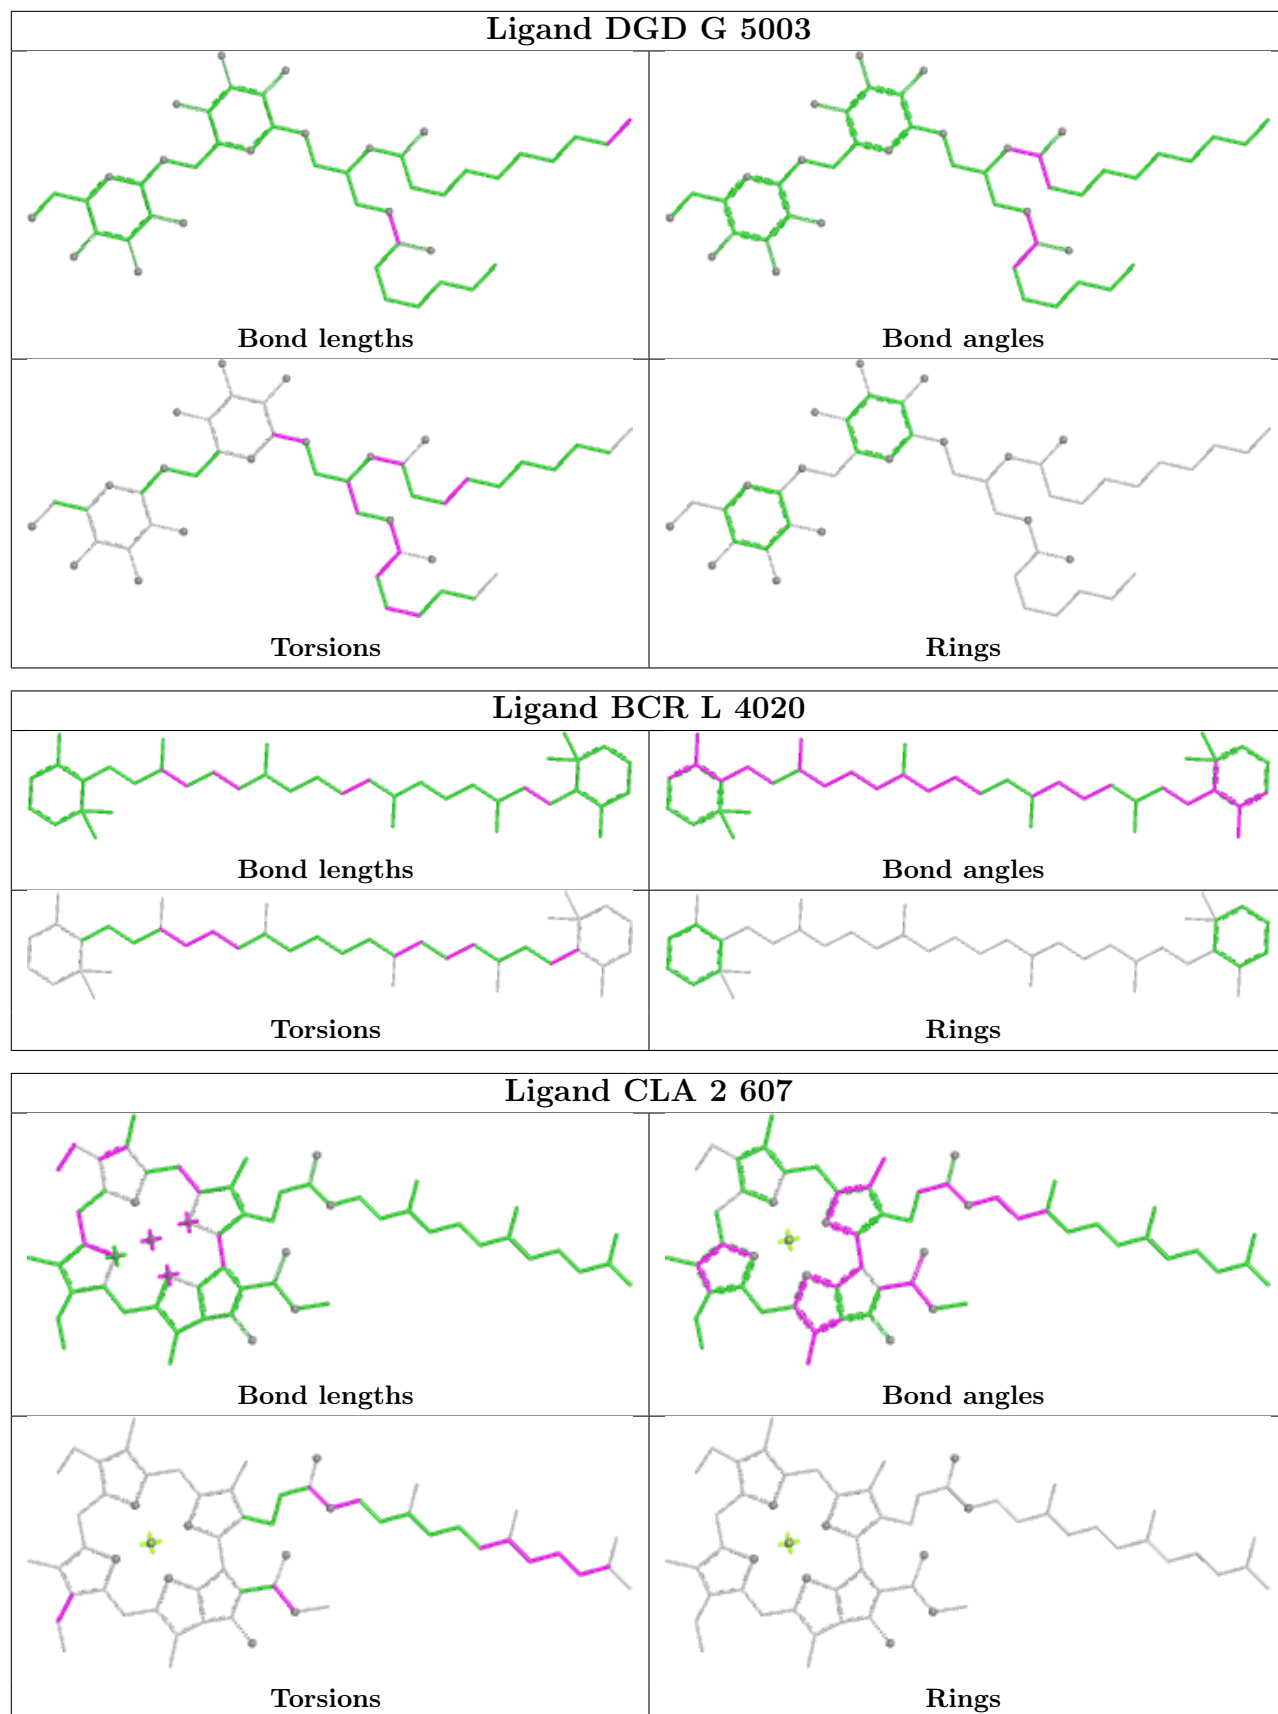 Ligand DGD G 5003
Bond lengths
Bond angles
Torsions
Rings
Ligand BCR L 4020
Bond lengths
Bond angles
Torsions
Rings
Ligand CLA 2 607
Bond lengths
Bond angles
Torsions
Rings